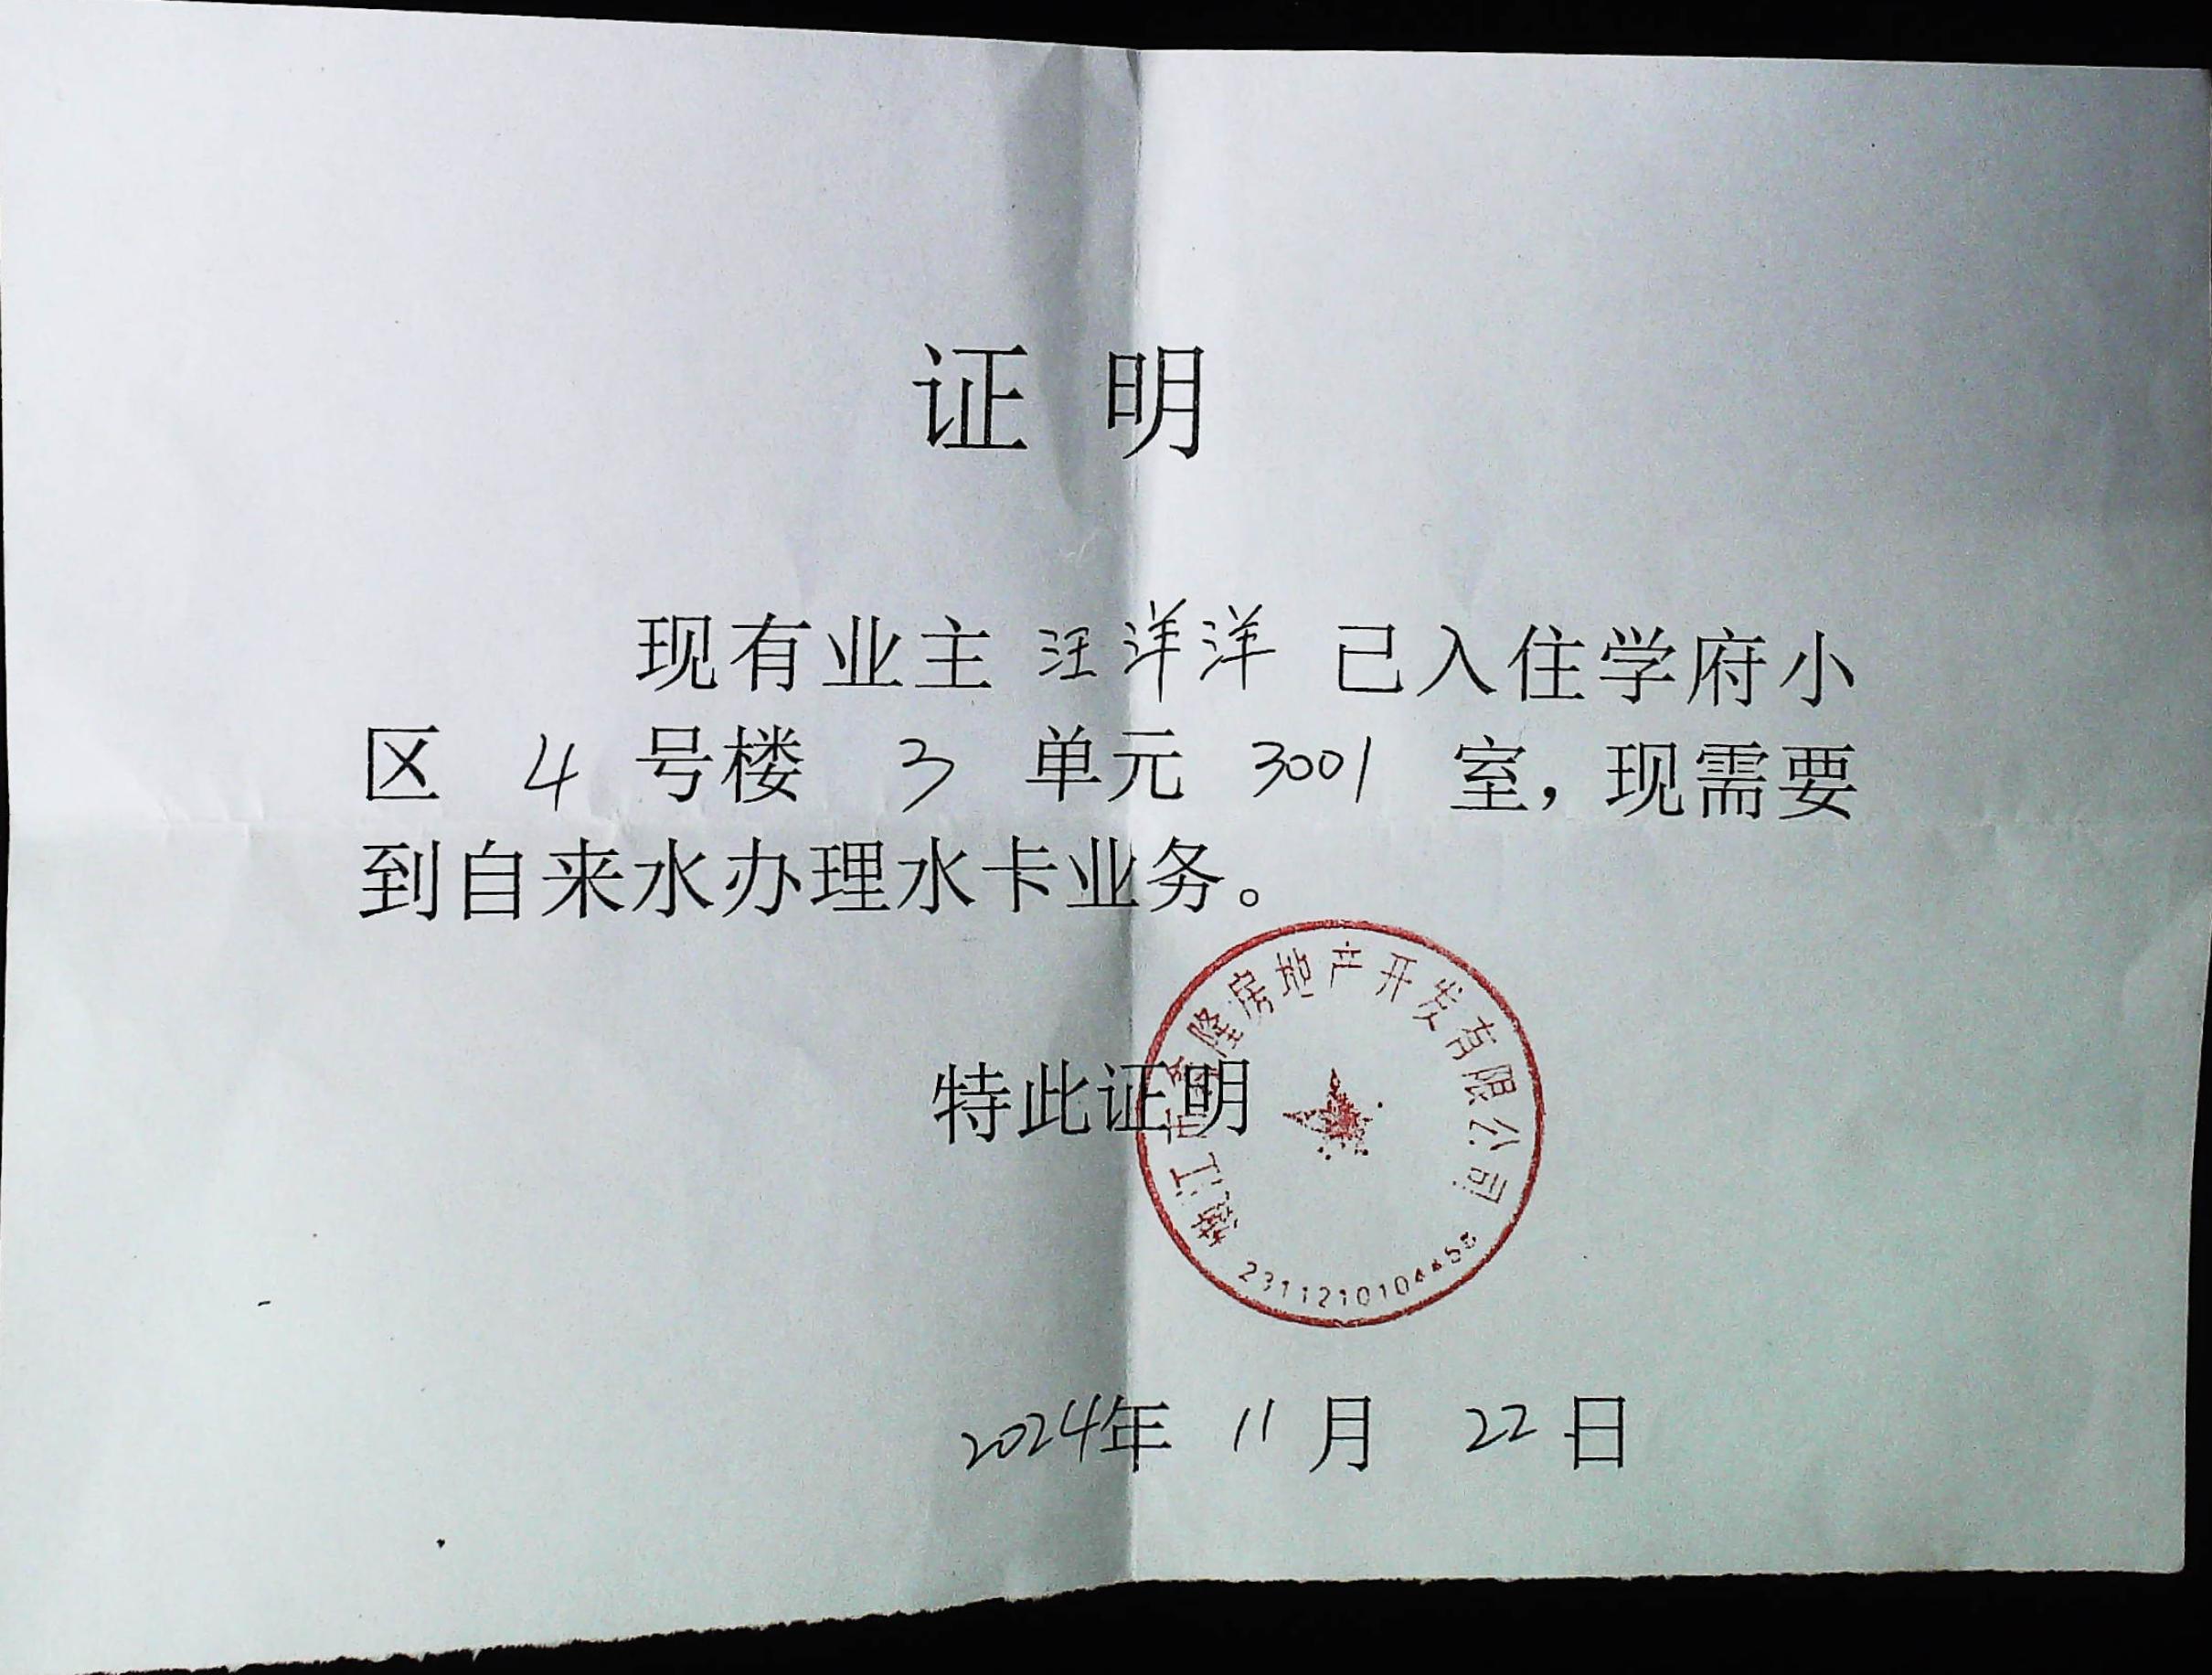 证 明
现有业主 汪洋洋 已入住学府小
区 4 号楼 3 单元 3001 室，现需要
到自来水办理水卡业务。
特此证明
隆房地产开发有限公司
2024年 11 月 22 日